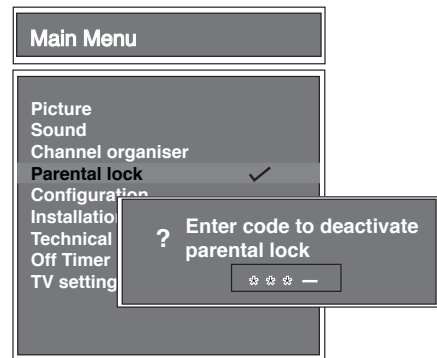 Main Menu
Picture
Sound
Channel organiser
Parental lock ✓
Configuration
Installation
Technical
Off Timer
TV setting
? Enter code to deactivate
parental lock
✩ ✩ ✩ –